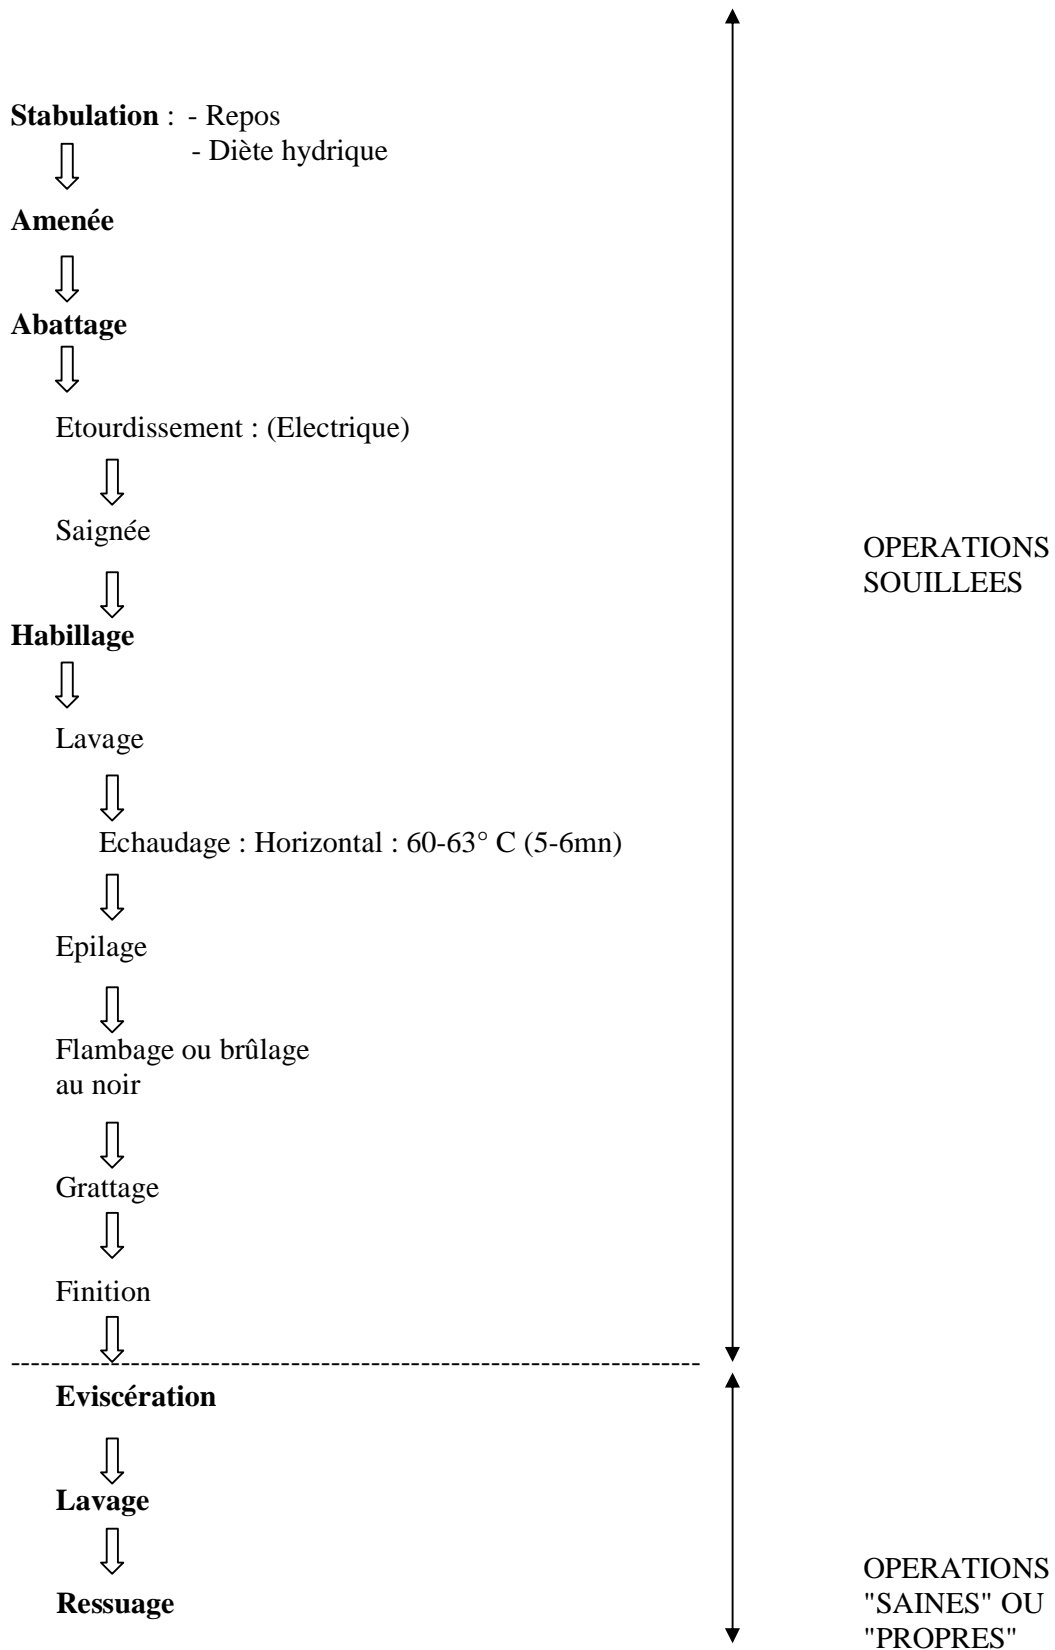 Stabulation : - Repos
- Diète hydrique
Amenée
Abattage
Etourdissement : (Electrique)
Saignée
OPERATIONS
SOUILLEES
Habillage
Lavage
Echaudage : Horizontal : 60-63° C (5-6mn)
Epilage
Flambage ou brûlage
au noir
Grattage
Finition
Eviscération
Lavage
Ressuage
OPERATIONS
"SAINES" OU
"PROPRES"